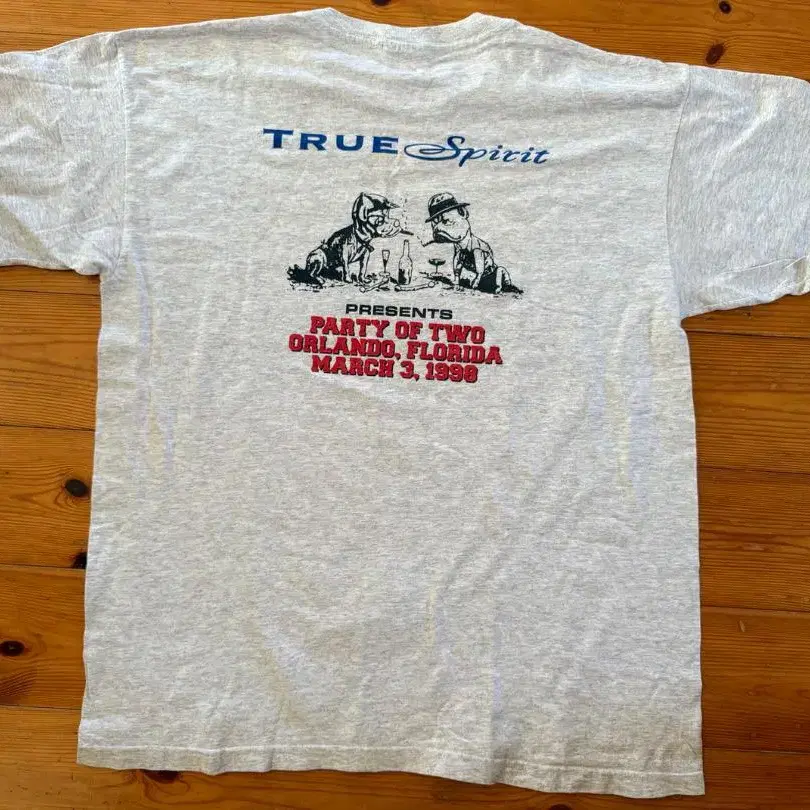 TRUE Spirit
PRESENTS
PARTY OF TWO
ORLANDO, FLORIDA
MARCH 3, 1998